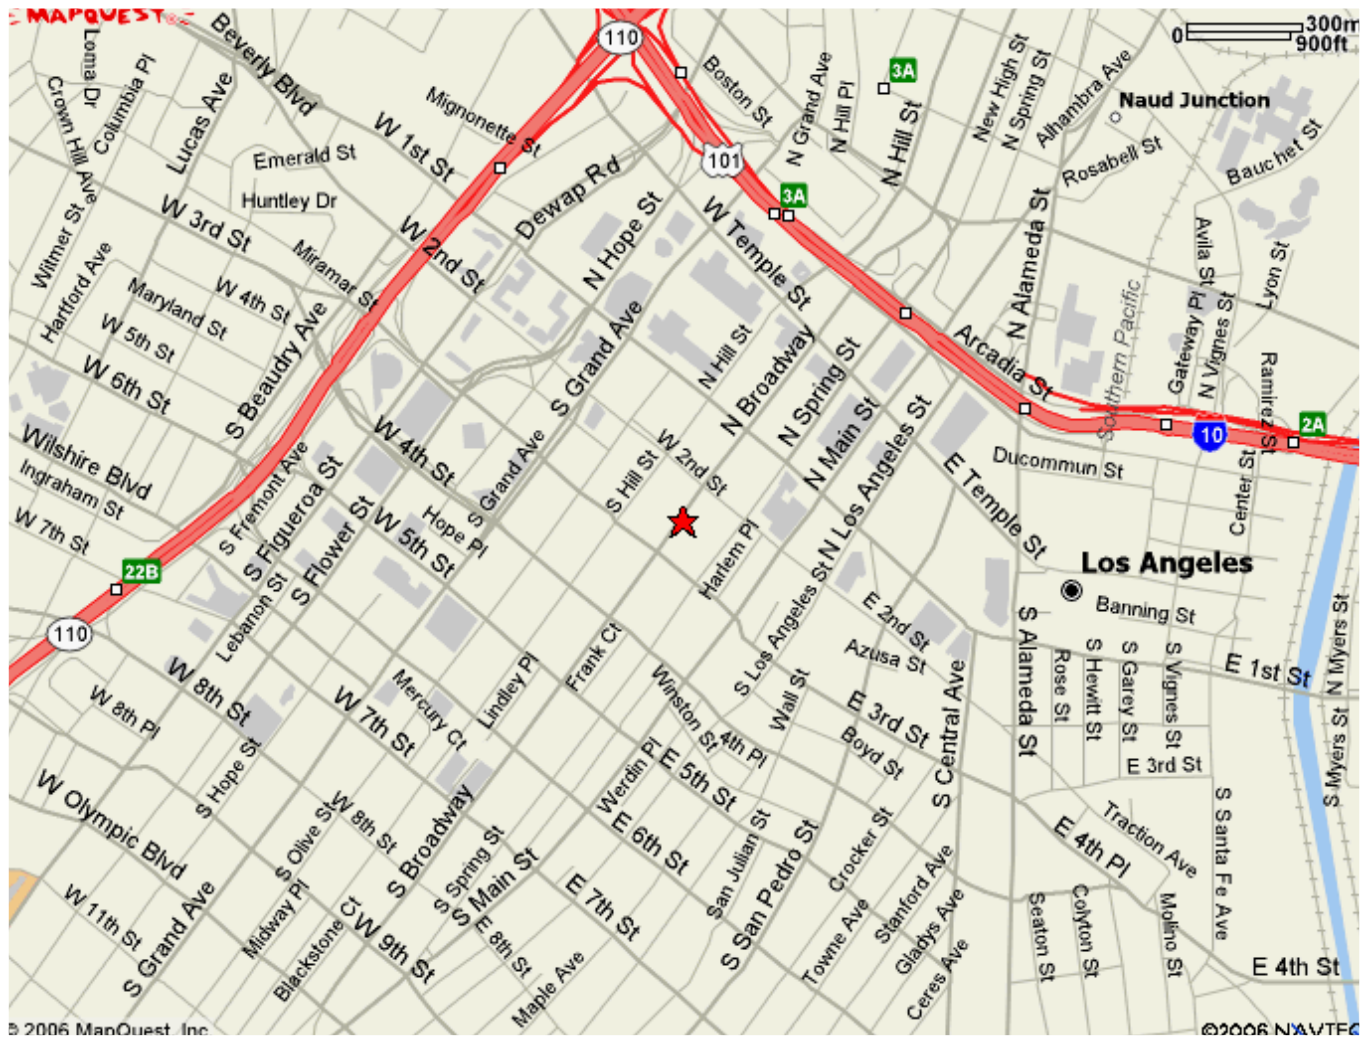 MAPQUEST
110
300m
0
900ft
Loma Dr
Beverly Blvd
Columbia Pl
Crown Hill Ave
Lucas Ave
Mignonette St
W 1st St
Emerald St
Huntley Dr
Boston St
N Grand Ave
N Hill Pl
3A
N Hill St
New High St
N Spring St
Alhambra Ave
Naud Junction
Rosabell St
Bauchet St
101
3A
Dewap Rd
N Hope St
W Temple St
N Alameda St
Avila St
Lyon St
Witmer St
W 3rd St
Miramar St
W 2nd St
Hartford Ave
Maryland St
W 4th St
W 5th St
W 6th St
S Beaudry Ave
S Grand Ave
N Hill St
N Broadway
N Spring St
Arcadia St
Southern Pacific
Gateway Pl
N Vignes St
Ramirez St
2A
10
Wilshire Blvd
Ingraham St
W 7th St
S Fremont Ave
S Figueroa St
S Flower St
W 4th St
S Grand Ave
Hope Pl
W 5th St
S Hill St
W 2nd St
N Main St
N Los Angeles St
E Temple St
Ducommun St
Center St
22B
110
Lebanon St
Harlem Pl
Los Angeles
Banning St
E 2nd St
Azusa St
S Los Angeles St
S Alameda St
Rose St
S Hewitt St
S Garey St
S Vignes St
E 1st St
N Myers St
S Myers St
W 8th St
W 8th Pl
S Hope St
W 7th St
Mercury Ct
Lindley Pl
Frank Ct
Winston St
4th Pl
Wall St
E 3rd St
Boyd St
S Central Ave
E 3rd St
W Olympic Blvd
S Olive St
W 8th St
S Broadway
Werdin Pl
E 5th St
E 6th St
San Julian St
S San Pedro St
Crocker St
E 4th Pl
Traction Ave
S Santa Fe Ave
W 11th St
S Grand Ave
Midway Pl
Blackstone Ct
W 9th St
S Spring St
S Main St
E 8th St
E 7th St
Maple Ave
Towne Ave
Stanford Ave
Gladys Ave
Ceres Ave
Seaton St
Colyton St
Molino St
E 4th St
© 2006 MapQuest, Inc
©2006 NAVTEQ